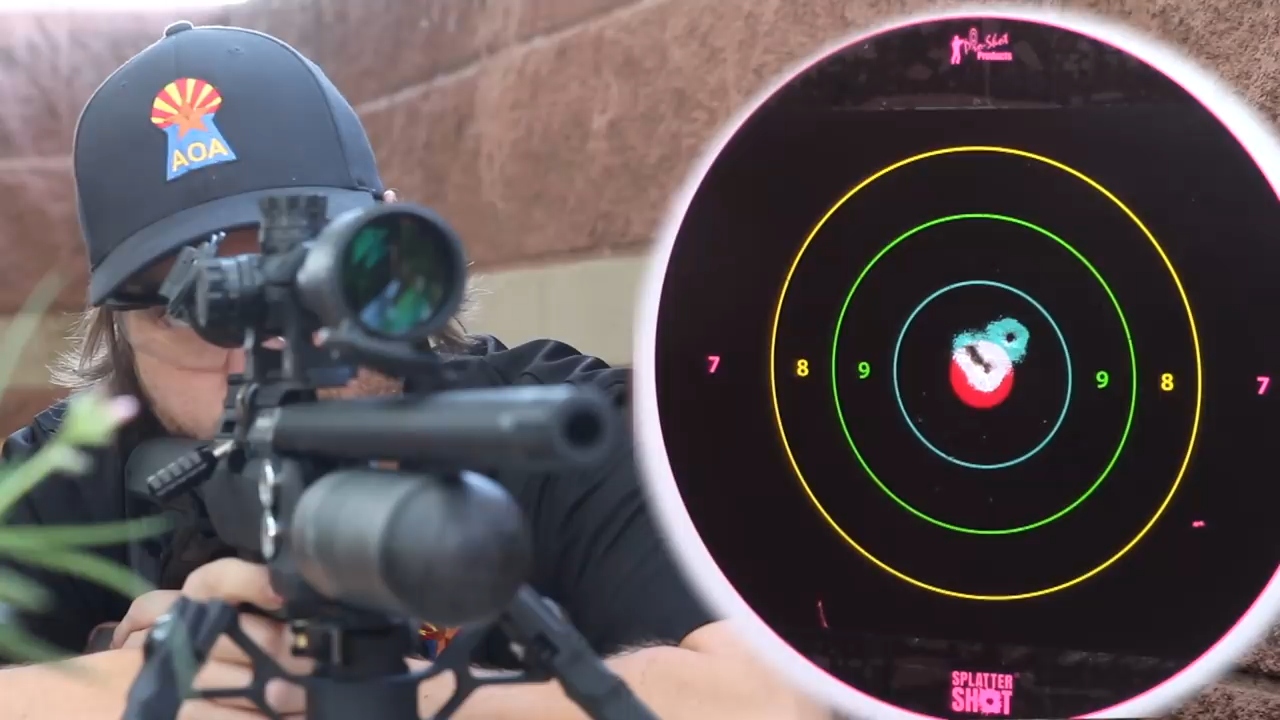 AOA
Pro-Shot
Products
7 8 9 9 8 7
SPLATTER
SHOT